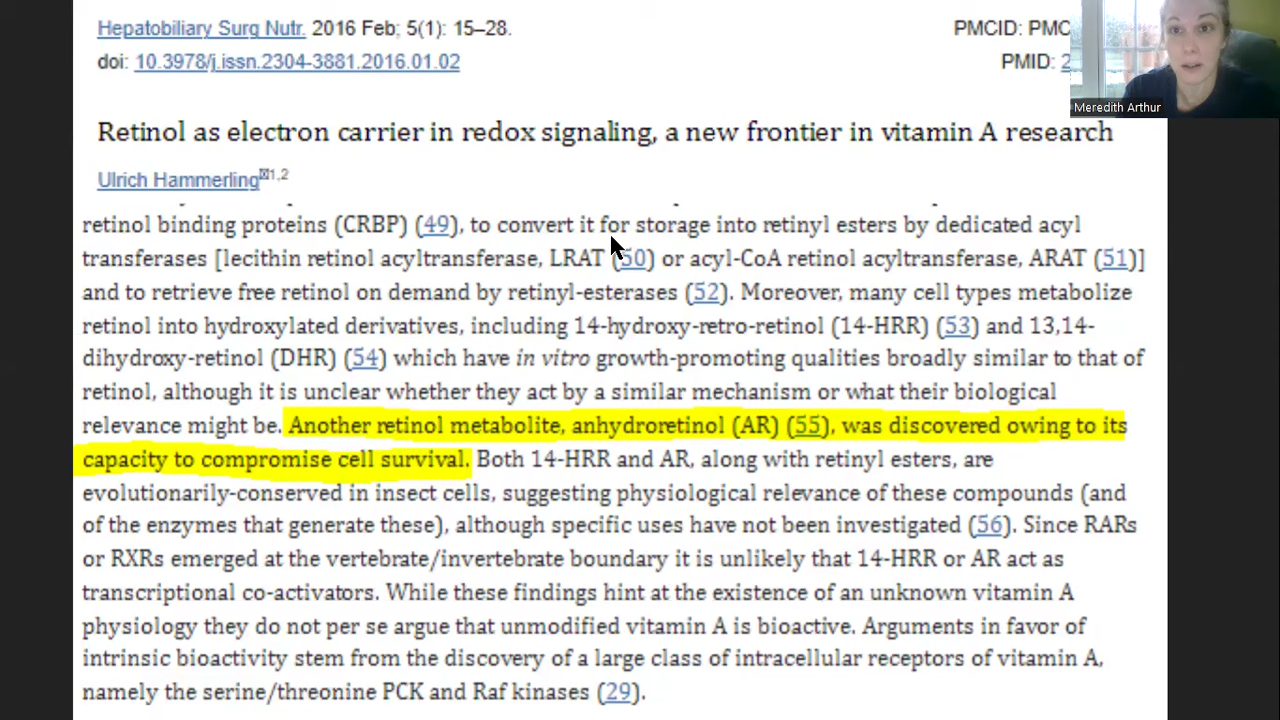 Hepatobiliary Surg Nutr. 2016 Feb; 5(1): 15–28.
PMCID: PMC
doi: 10.3978/j.issn.2304-3881.2016.01.02
PMID: 2
Meredith Arthur
Retinol as electron carrier in redox signaling, a new frontier in vitamin A research
Ulrich Hammerling 1,2
retinol binding proteins (CRBP) (49), to convert it for storage into retinyl esters by dedicated acyl
transferases [lecithin retinol acyltransferase, LRAT (50) or acyl-CoA retinol acyltransferase, ARAT (51)]
and to retrieve free retinol on demand by retinyl-esterases (52). Moreover, many cell types metabolize
retinol into hydroxylated derivatives, including 14-hydroxy-retro-retinol (14-HRR) (53) and 13,14-
dihydroxy-retinol (DHR) (54) which have in vitro growth-promoting qualities broadly similar to that of
retinol, although it is unclear whether they act by a similar mechanism or what their biological
relevance might be. Another retinol metabolite, anhydroretinol (AR) (55), was discovered owing to its
capacity to compromise cell survival. Both 14-HRR and AR, along with retinyl esters, are
evolutionarily-conserved in insect cells, suggesting physiological relevance of these compounds (and
of the enzymes that generate these), although specific uses have not been investigated (56). Since RARs
or RXRs emerged at the vertebrate/invertebrate boundary it is unlikely that 14-HRR or AR act as
transcriptional co-activators. While these findings hint at the existence of an unknown vitamin A
physiology they do not per se argue that unmodified vitamin A is bioactive. Arguments in favor of
intrinsic bioactivity stem from the discovery of a large class of intracellular receptors of vitamin A,
namely the serine/threonine PCK and Raf kinases (29).